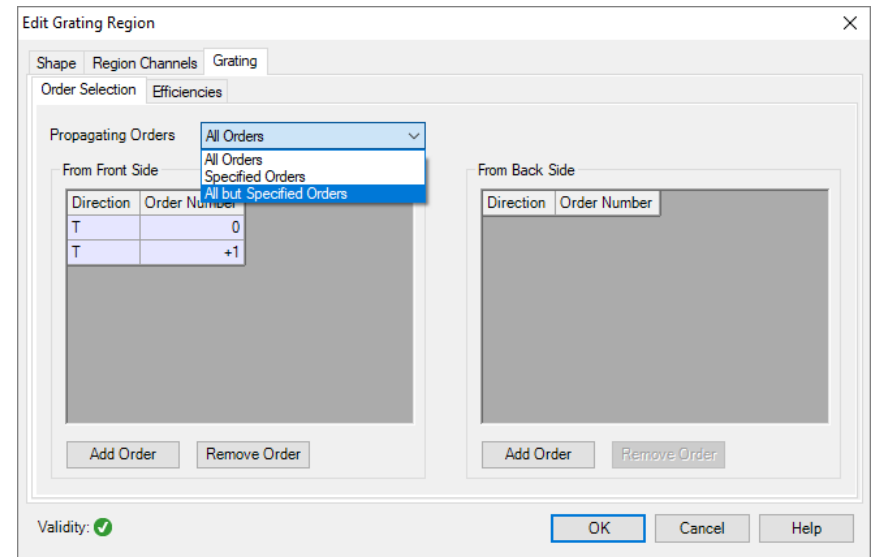 Edit Grating Region
Shape Region Channels Grating
Order Selection Efficiencies
Propagating Orders All Orders
All Orders
Specified Orders
All but Specified Orders
From Front Side
Direction Order Number
T 0
T +1
Add Order Remove Order
From Back Side
Direction Order Number
Add Order Remove Order
Validity:
OK Cancel Help